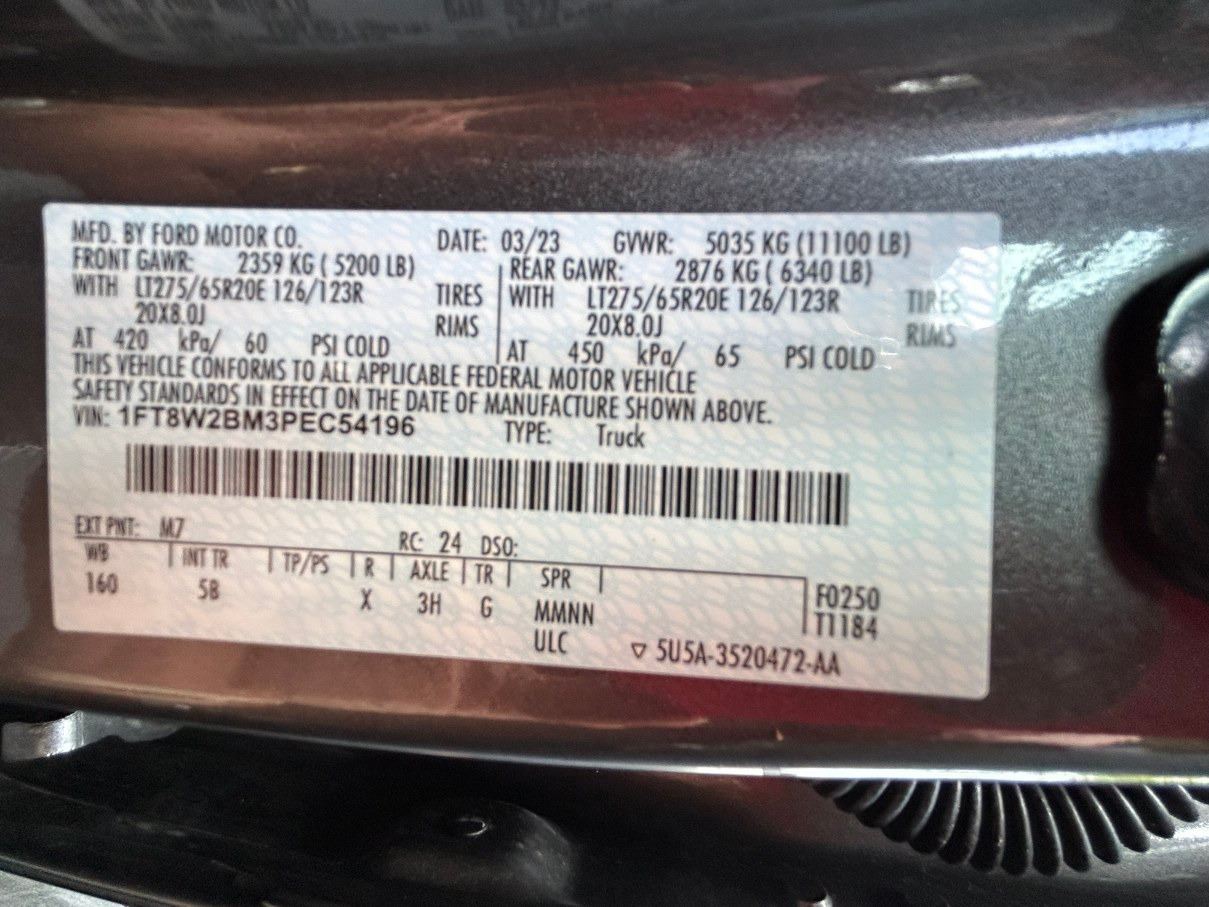 MFD. BY FORD MOTOR CO. DATE: 03/23 GVWR: 5035 KG (11100 LB)
FRONT GAWR: 2359 KG ( 5200 LB) REAR GAWR: 2876 KG ( 6340 LB)
WITH LT275/65R20E 126/123R TIRES WITH LT275/65R20E 126/123R TIRES
20X8.0J RIMS 20X8.0J RIMS
AT 420 kPa/ 60 PSI COLD AT 450 kPa/ 65 PSI COLD
THIS VEHICLE CONFORMS TO ALL APPLICABLE FEDERAL MOTOR VEHICLE
SAFETY STANDARDS IN EFFECT ON THE DATE OF MANUFACTURE SHOWN ABOVE.
VIN: 1FT8W2BM3PEC54196 TYPE: Truck
EXT PNT: M7 RC: 24 DSO:
WB INT TR TP/PS R AXLE TR SPR
160 5B X 3H G MMNN F0250
ULC T1184
▽ 5U5A-3520472-AA